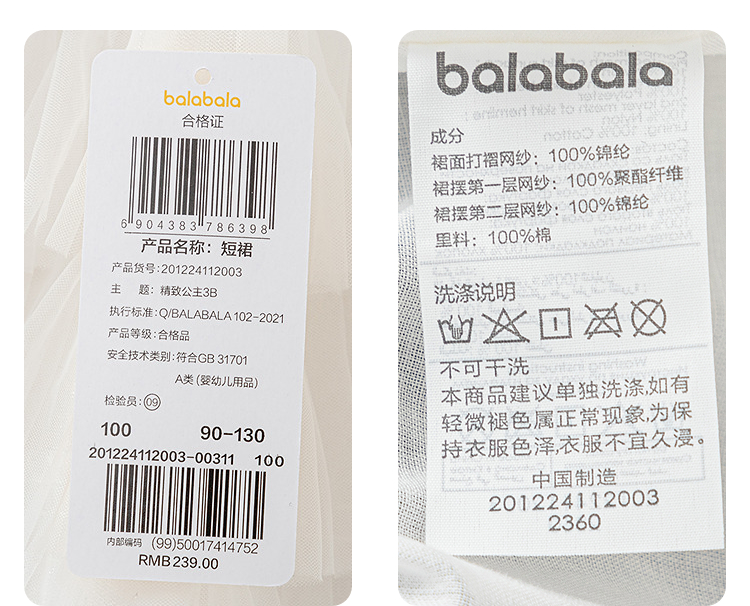 balabala
合格证
6 904383 786398
产品名称：短裙
产品货号:201224112003
主　题：精致公主3B
执行标准:Q/BALABALA 102-2021
产品等级:合格品
安全技术类别:符合GB 31701
A类 (婴幼儿用品)
检验员:09
100 90-130
201224112003-00311 100
内部编码 (99)50017414752
RMB239.00
balabala
成分
裙面打褶网纱：100%锦纶
裙摆第一层网纱：100%聚酯纤维
裙摆第二层网纱：100%锦纶
里料：100%棉
洗涤说明
不可干洗
本商品建议单独洗涤,如有
轻微褪色属正常现象,为保
持衣服色泽,衣服不宜久浸。
中国制造
201224112003
2360